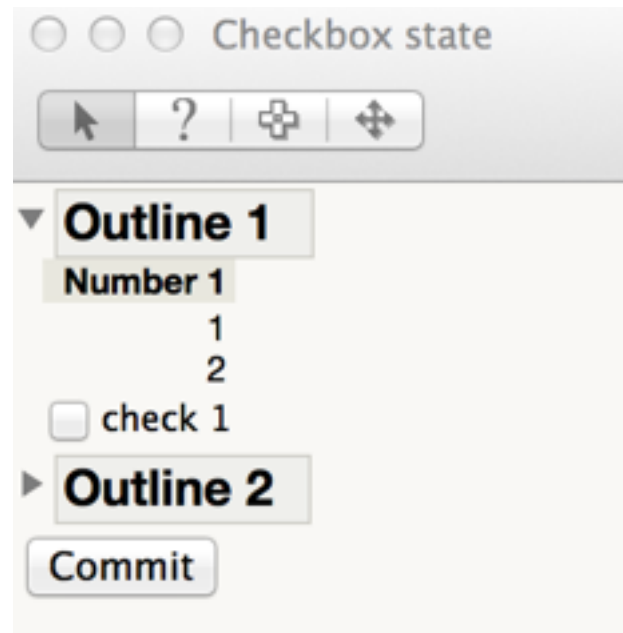 Checkbox state
?
Outline 1
Number 1
1
2
check 1
Outline 2
Commit